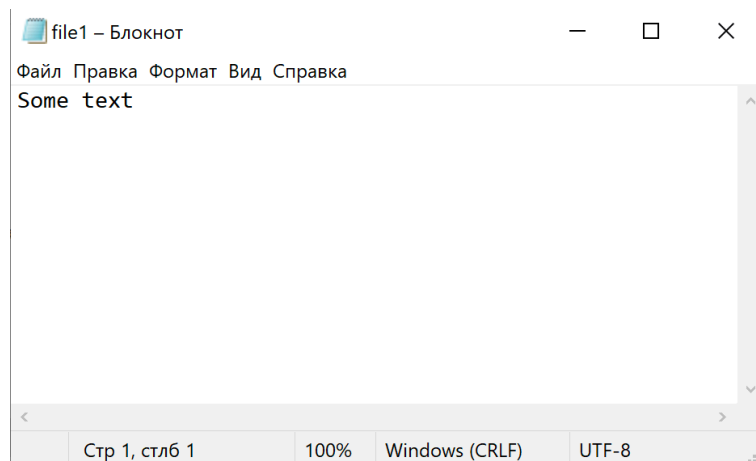 file1 – Блокнот
Файл Правка Формат Вид Справка
Some text
Стр 1, стлб 1 100% Windows (CRLF) UTF-8